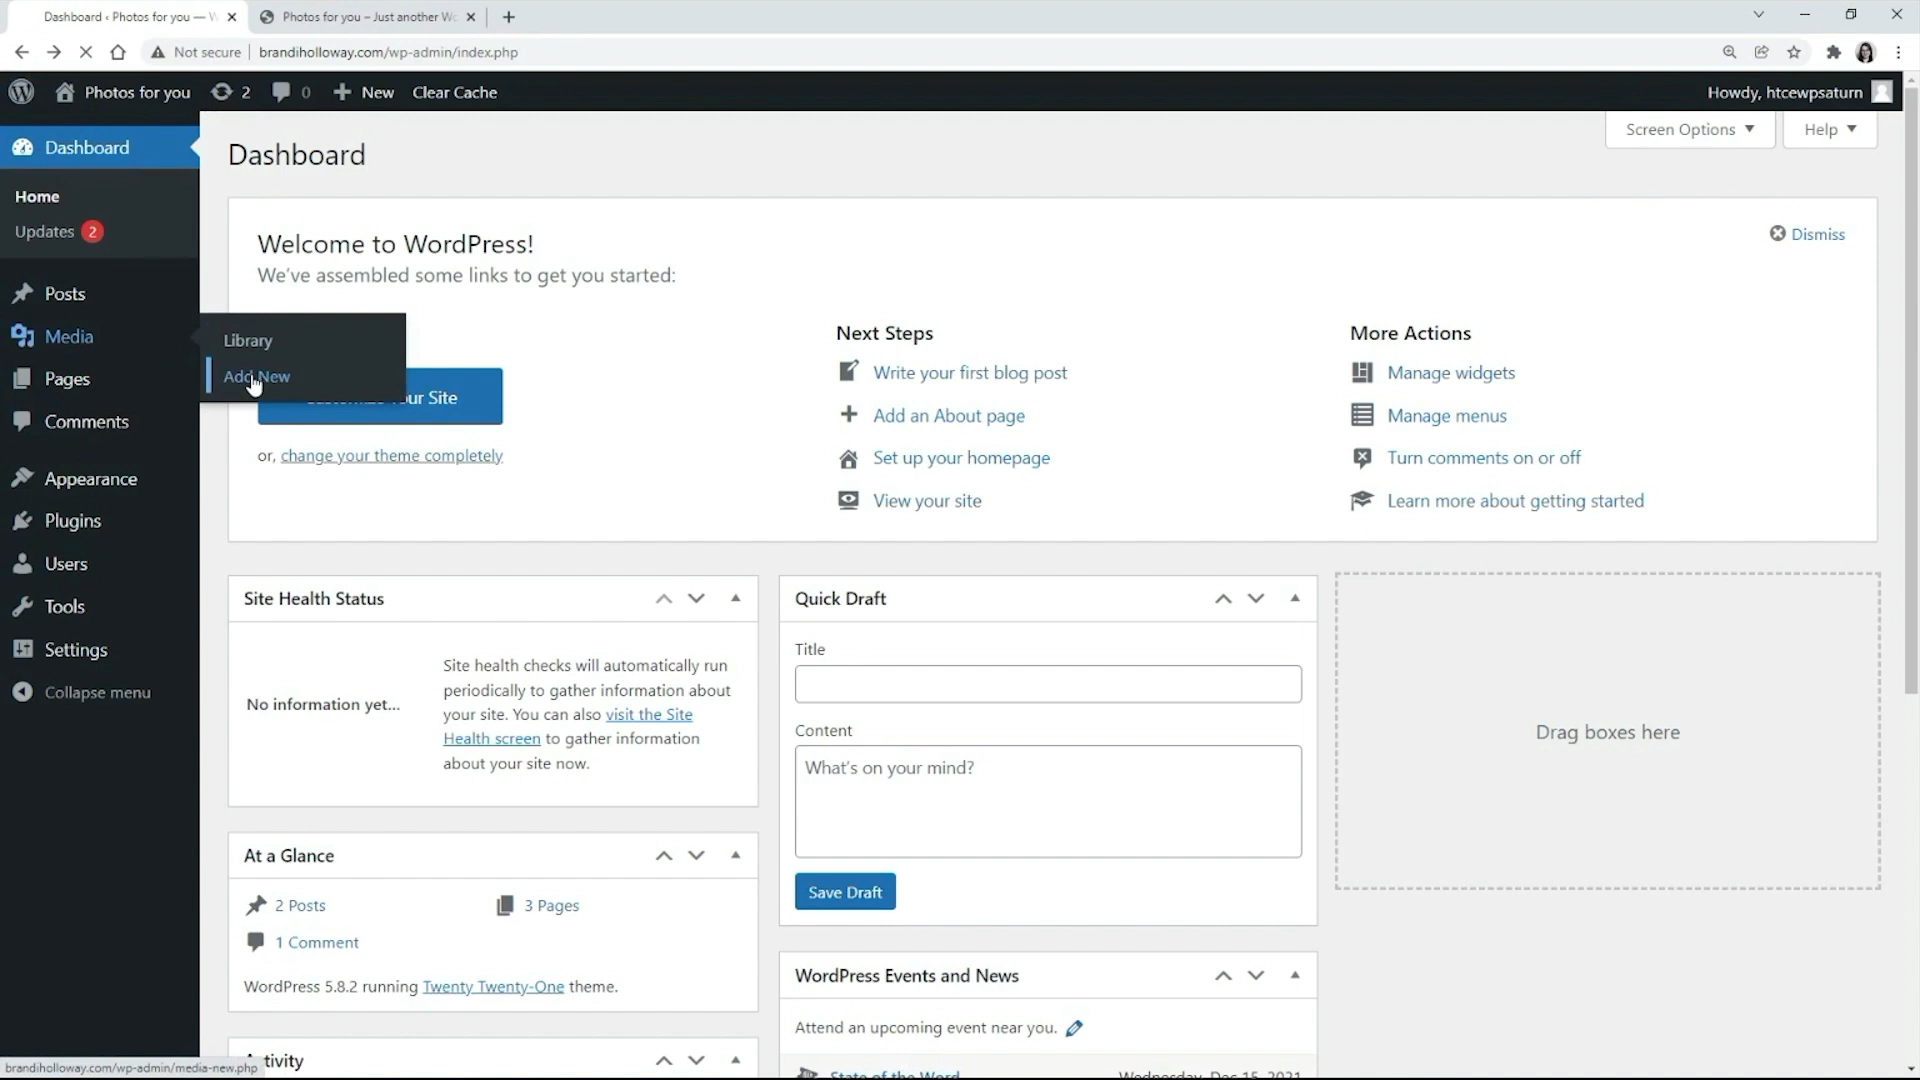 Dashboard ‹ Photos for you — W
Photos for you – Just another Wo
Not secure
brandiholloway.com/wp-admin/index.php
Photos for you
2
0
New
Clear Cache
Howdy, htcewpsaturn
Dashboard
Home
Updates 2
Posts
Media
Pages
Comments
Appearance
Plugins
Users
Tools
Settings
Collapse menu
Library
Add New
Dashboard
Screen Options
Help
Welcome to WordPress!
We've assembled some links to get you started:
Dismiss
ur Site
or, change your theme completely
Next Steps
Write your first blog post
Add an About page
Set up your homepage
View your site
More Actions
Manage widgets
Manage menus
Turn comments on or off
Learn more about getting started
Site Health Status
No information yet...
Site health checks will automatically run
periodically to gather information about
your site. You can also visit the Site
Health screen to gather information
about your site now.
At a Glance
2 Posts
3 Pages
1 Comment
WordPress 5.8.2 running Twenty Twenty-One theme.
tivity
Quick Draft
Title
Content
What's on your mind?
Save Draft
WordPress Events and News
Attend an upcoming event near you.
State of the Word
Wednesday, Dec 15, 2021
Drag boxes here
brandiholloway.com/wp-admin/media-new.php